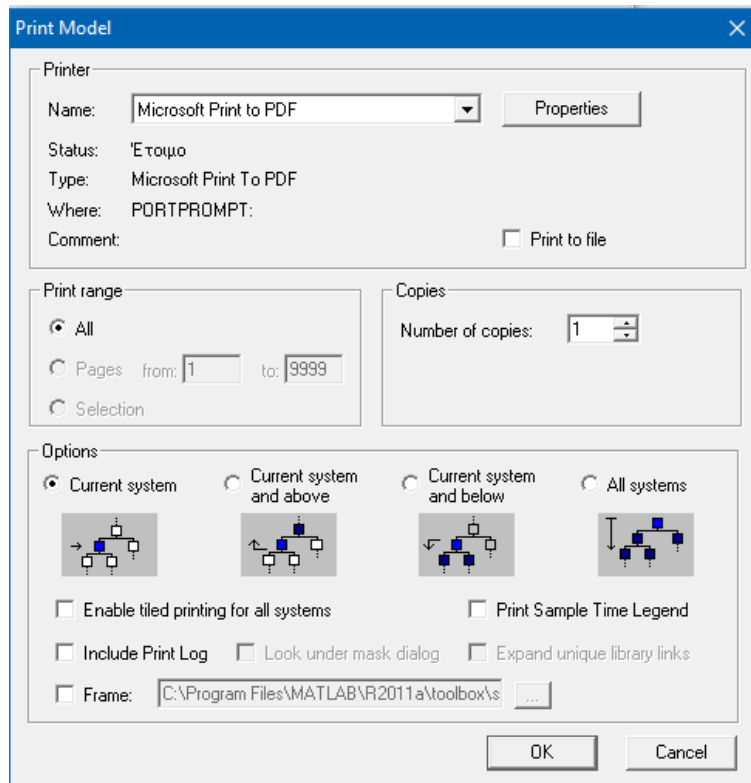 Print Model
Printer
Name: Microsoft Print to PDF Properties
Status: Έτοιμο
Type: Microsoft Print To PDF
Where: PORTPROMPT:
Comment: Print to file
Print range Copies
All Number of copies: 1
Pages from: 1 to: 9999
Selection
Options
Current system Current system and above Current system and below All systems
Enable tiled printing for all systems Print Sample Time Legend
Include Print Log Look under mask dialog Expand unique library links
Frame: C:\Program Files\MATLAB\R2011a\toolbox\s ...
OK Cancel